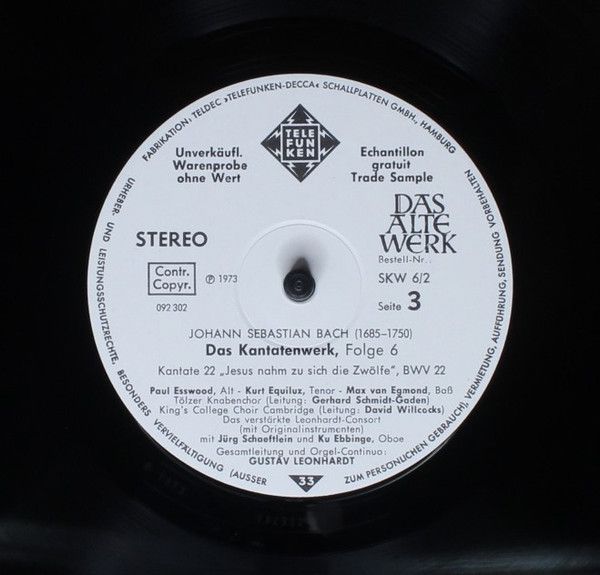 FABRIKATION: TELDEC »TELEFUNKEN-DECCA« SCHALLPLATTEN GMBH., HAMBURG
URHEBER- UND LEISTUNGSSCHUTZRECHTE, BESONDERS VERVIELFÄLTIGUNG (AUSSER
ZUM PERSÖNLICHEN GEBRAUCH), VERMIETUNG, AUFFÜHRUNG, SENDUNG VORBEHALTEN
TELE
FUN
KEN
Unverkäufl.
Warenprobe
ohne Wert
Echantillon
gratuit
Trade Sample
DAS
ALTE
WERK
STEREO
Bestell-Nr..
SKW 6/2
Seite 3
Contr.
Copyr.
℗ 1973
092 302
JOHANN SEBASTIAN BACH (1685–1750)
Das Kantatenwerk, Folge 6
Kantate 22 „Jesus nahm zu sich die Zwölfe", BWV 22
Paul Esswood, Alt - Kurt Equiluz, Tenor - Max van Egmond, Baß
Tölzer Knabenchor (Leitung: Gerhard Schmidt-Gaden)
King's College Choir Cambridge (Leitung: David Willcocks)
Das verstärkte Leonhardt-Consort
(mit Originalinstrumenten)
mit Jürg Schaeftlein and Ku Ebbinge, Oboe
Gesamtleitung und Orgel-Continuo:
GUSTAV LEONHARDT
33